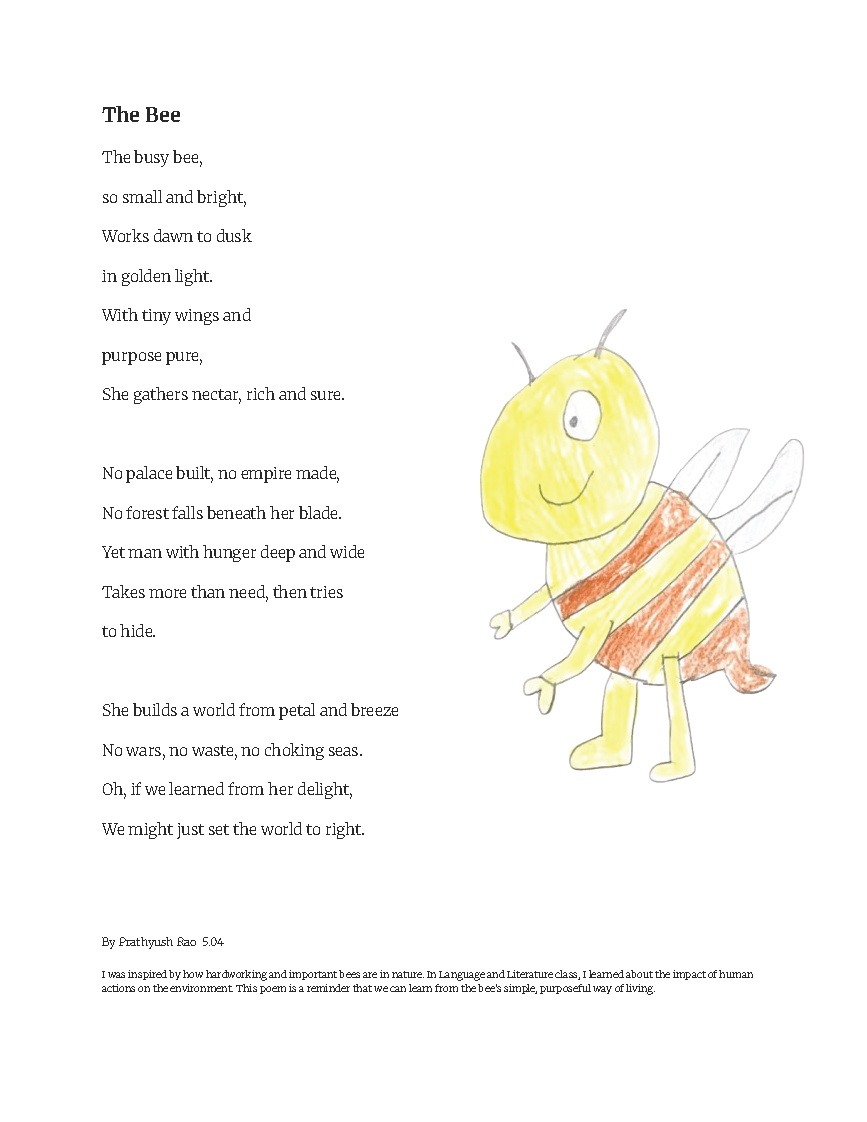 The Bee
The busy bee,
so small and bright,
Works dawn to dusk
in golden light.
With tiny wings and
purpose pure,
She gathers nectar, rich and sure.
No palace built, no empire made,
No forest falls beneath her blade.
Yet man with hunger deep and wide
Takes more than need, then tries
to hide.
She builds a world from petal and breeze
No wars, no waste, no choking seas.
Oh, if we learned from her delight,
We might just set the world to right.
By Prathyush Rao 5.04
I was inspired by how hardworking and important bees are in nature. In Language and Literature class, I learned about the impact of human
actions on the environment. This poem is a reminder that we can learn from the bee's simple, purposeful way of living.